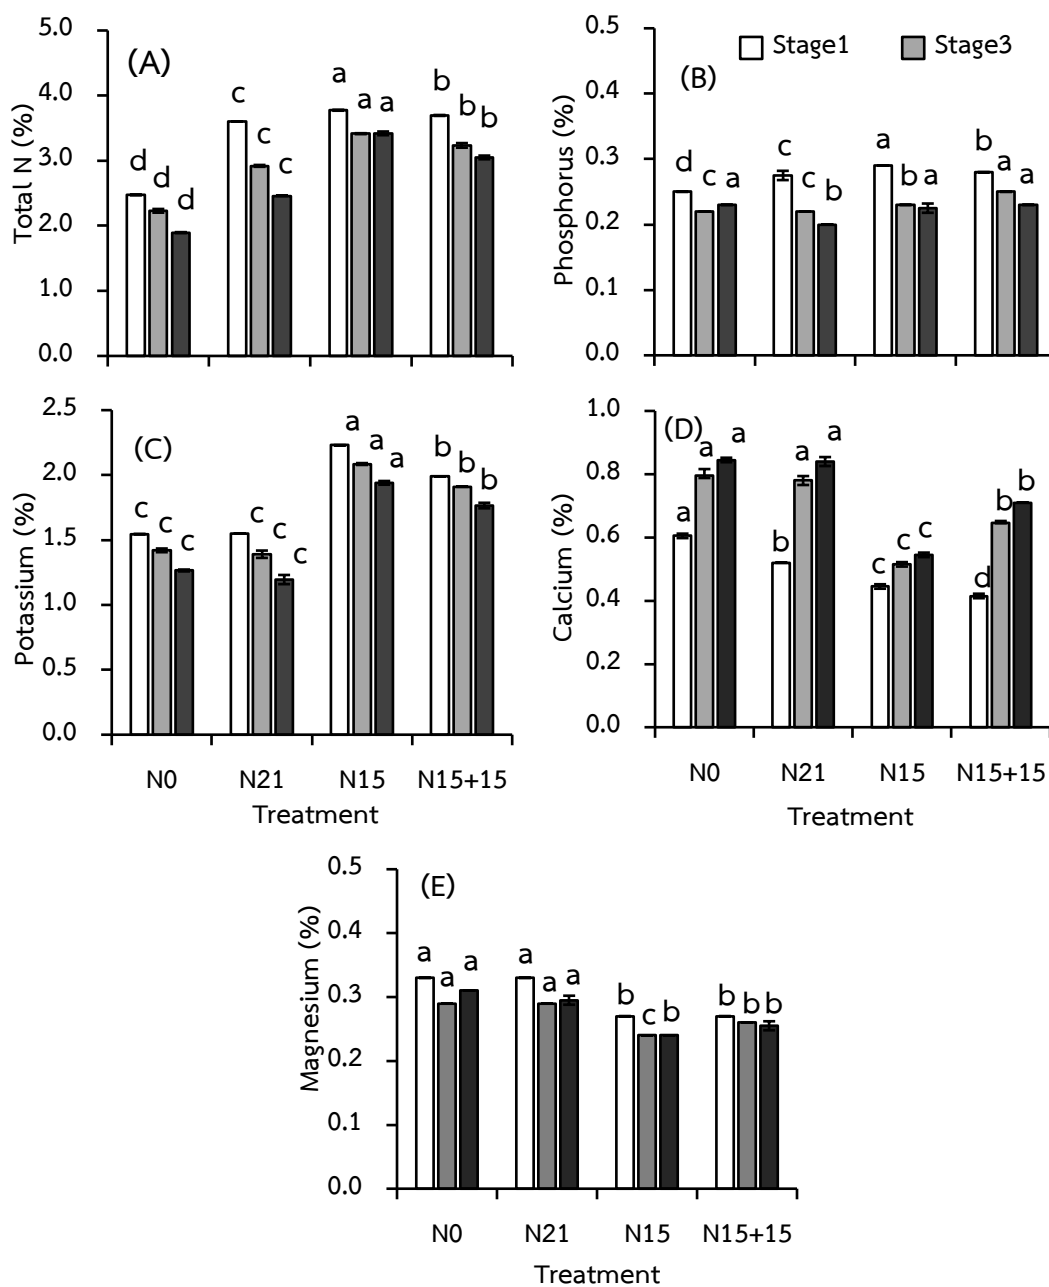 (A)
Total N (%)
5.0
4.0
3.0
2.0
1.0
0.0
d d d
c c c
a a a
b b b
(B)
Stage1 Stage3
Phosphorus (%)
0.5
0.4
0.3
0.2
0.1
0.0
d c a
c c b
a b a
b a a
(C)
Potassium (%)
2.5
2.0
1.5
1.0
0.5
0.0
c c c
c c c
a a a
b b b
N0 N21 N15 N15+15
Treatment
(D)
Calcium (%)
1.0
0.8
0.6
0.4
0.2
0.0
a a a
b a a
c c c
d b b
N0 N21 N15 N15+15
Treatment
(E)
Magnesium (%)
0.5
0.4
0.3
0.2
0.1
0.0
a a a
a a a
b c b
b b b
N0 N21 N15 N15+15
Treatment